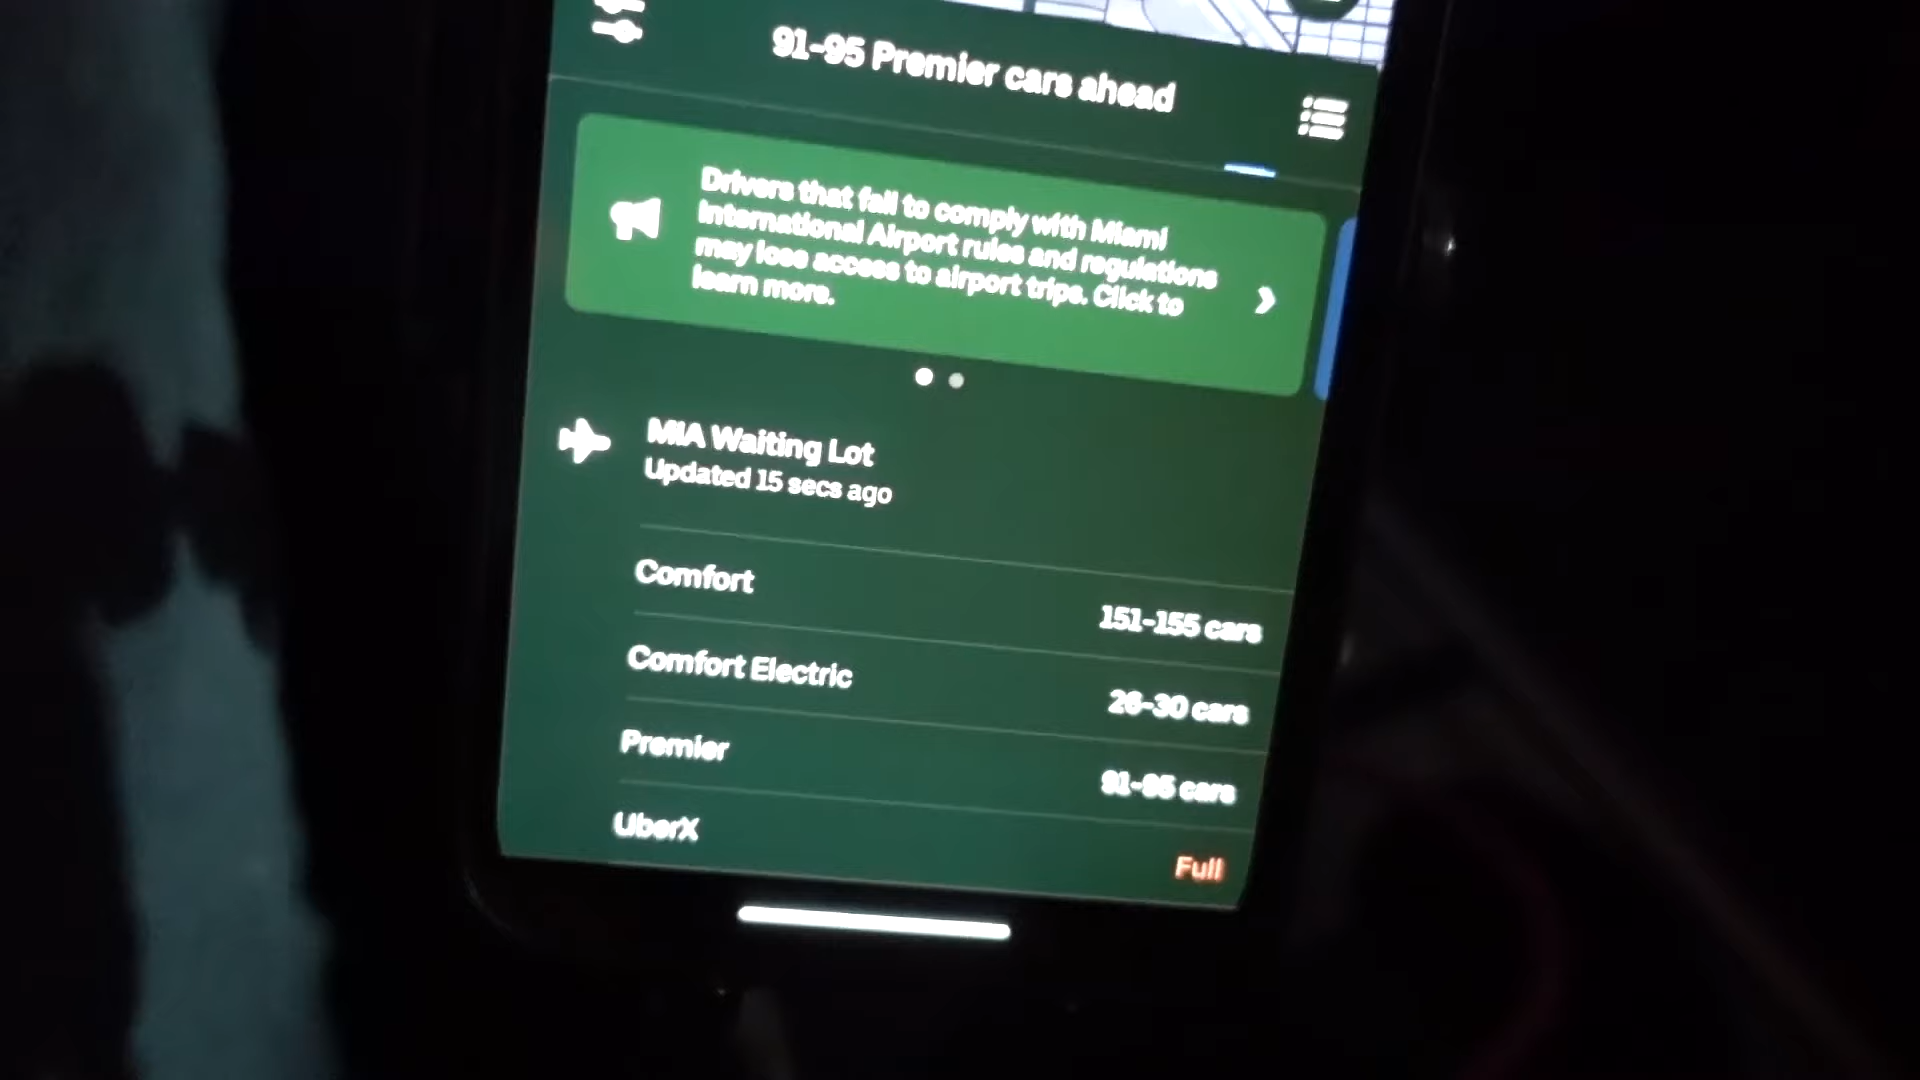 91-95 Premier cars ahead
Drivers that fail to comply with Miami
International Airport rules and regulations
may lose access to airport trips. Click to
learn more.
MIA Waiting Lot
Updated 15 secs ago
Comfort
151-155 cars
Comfort Electric
26-30 cars
Premier
91-95 cars
UberX
Full